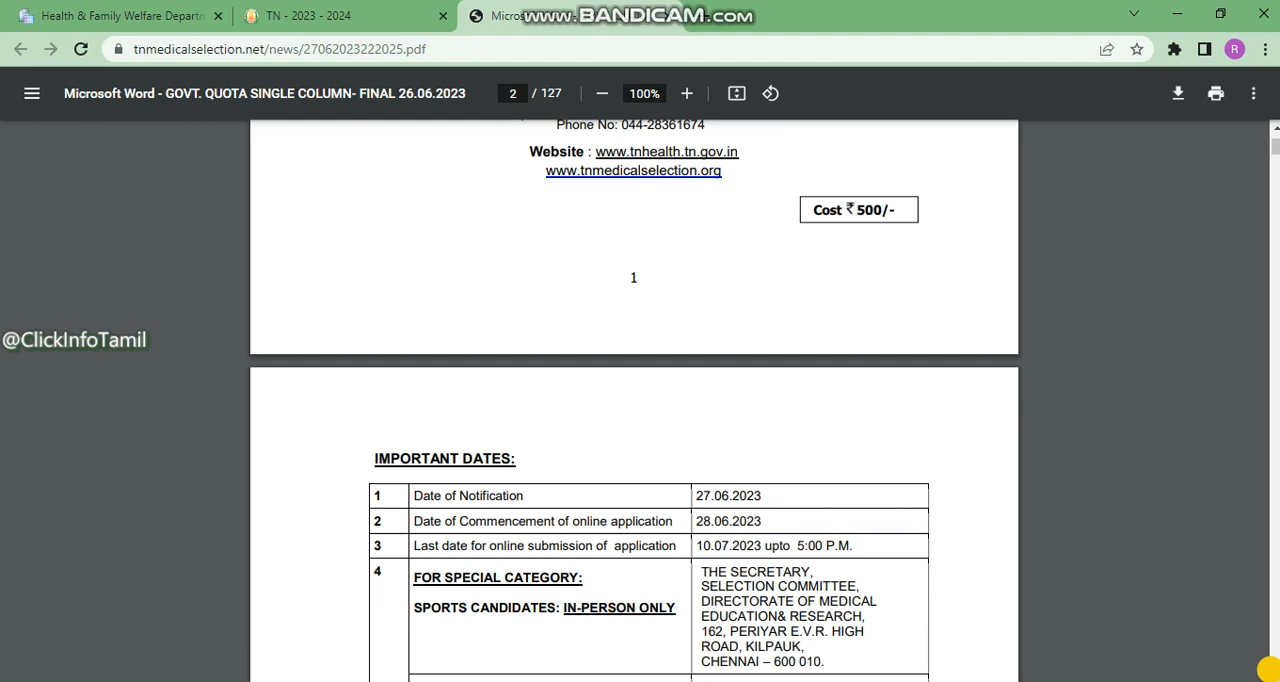 Health & Family Welfare Departm
TN - 2023 - 2024
Micros
www.BANDICAM.com
tnmedicalselection.net/news/27062023222025.pdf
R
Microsoft Word - GOVT. QUOTA SINGLE COLUMN- FINAL 26.06.2023
2 / 127
100%
Phone No: 044-28361674
Website : www.tnhealth.tn.gov.in
www.tnmedicalselection.org
Cost ₹ 500/-
1
@ClickInfoTamil
IMPORTANT DATES:
1 Date of Notification 27.06.2023
2 Date of Commencement of online application 28.06.2023
3 Last date for online submission of application 10.07.2023 upto 5:00 P.M.
4 FOR SPECIAL CATEGORY:
SPORTS CANDIDATES: IN-PERSON ONLY
THE SECRETARY,
SELECTION COMMITTEE,
DIRECTORATE OF MEDICAL
EDUCATION& RESEARCH,
162, PERIYAR E.V.R. HIGH
ROAD, KILPAUK,
CHENNAI – 600 010.